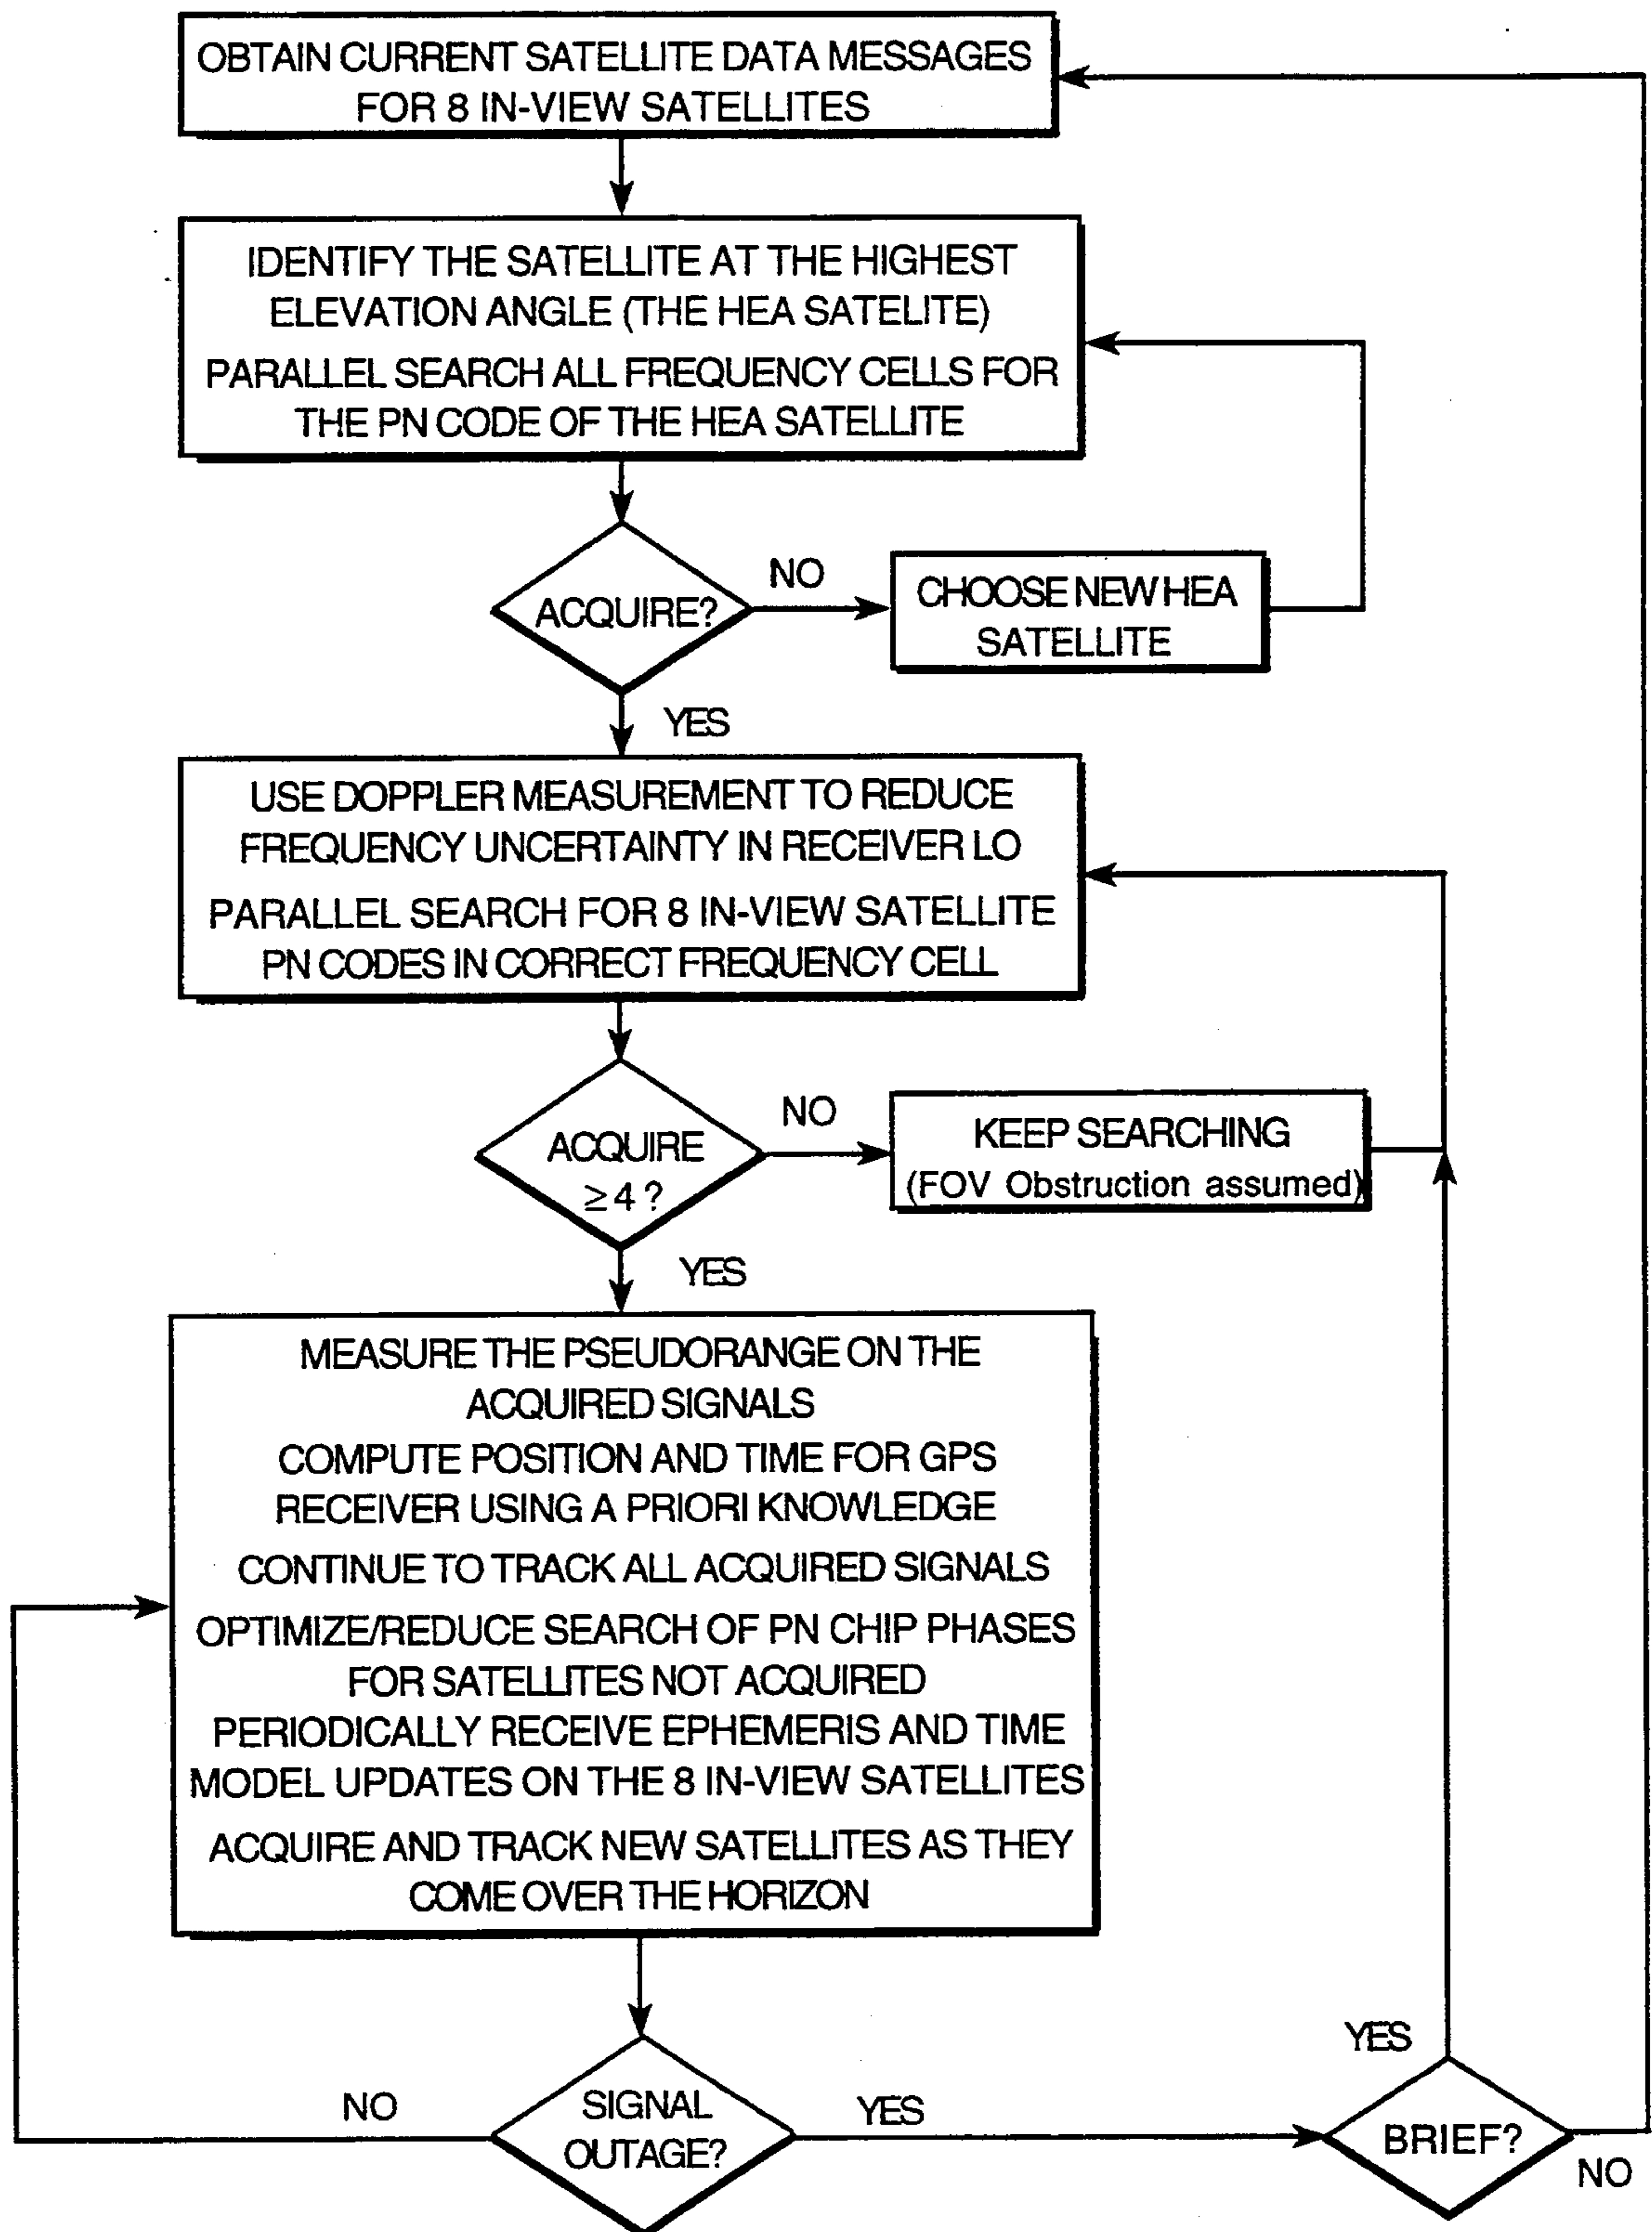 OBTAIN CURRENT SATELLITE DATA MESSAGES
FOR 8 IN-VIEW SATELLITES
IDENTIFY THE SATELLITE AT THE HIGHEST
ELEVATION ANGLE (THE HEA SATELITE)
PARALLEL SEARCH ALL FREQUENCY CELLS FOR
THE PN CODE OF THE HEA SATELLITE
ACQUIRE?
NO
CHOOSE NEW HEA
SATELLITE
YES
USE DOPPLER MEASUREMENT TO REDUCE
FREQUENCY UNCERTAINTY IN RECEIVER LO
PARALLEL SEARCH FOR 8 IN-VIEW SATELLITE
PN CODES IN CORRECT FREQUENCY CELL
ACQUIRE
≥4 ?
NO
KEEP SEARCHING
(FOV Obstruction assumed)
YES
MEASURE THE PSEUDORANGE ON THE
ACQUIRED SIGNALS
COMPUTE POSITION AND TIME FOR GPS
RECEIVER USING A PRIORI KNOWLEDGE
CONTINUE TO TRACK ALL ACQUIRED SIGNALS
OPTIMIZE/REDUCE SEARCH OF PN CHIP PHASES
FOR SATELLITES NOT ACQUIRED
PERIODICALLY RECEIVE EPHEMERIS AND TIME
MODEL UPDATES ON THE 8 IN-VIEW SATELLITES
ACQUIRE AND TRACK NEW SATELLITES AS THEY
COME OVER THE HORIZON
NO
SIGNAL
OUTAGE?
YES
YES
BRIEF?
NO